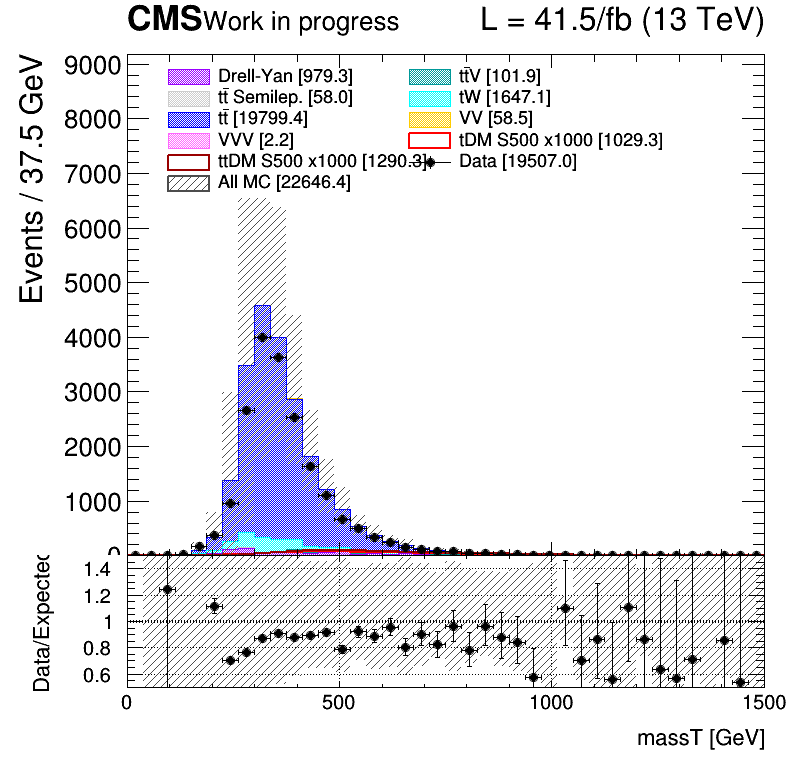 CMS Work in progress L = 41.5/fb (13 TeV)
Events / 37.5 GeV
9000
8000
7000
6000
5000
4000
3000
2000
1000
0
Drell-Yan [979.3]
tt̄ Semilep. [58.0]
tt̄ [19799.4]
VVV [2.2]
ttDM S500 x1000 [1290.3]
All MC [22646.4]
tt̄V [101.9]
tW [1647.1]
VV [58.5]
tDM S500 x1000 [1029.3]
Data [19507.0]
Data/Expected
1.4
1.2
1
0.8
0.6
0 500 1000 1500
massT [GeV]